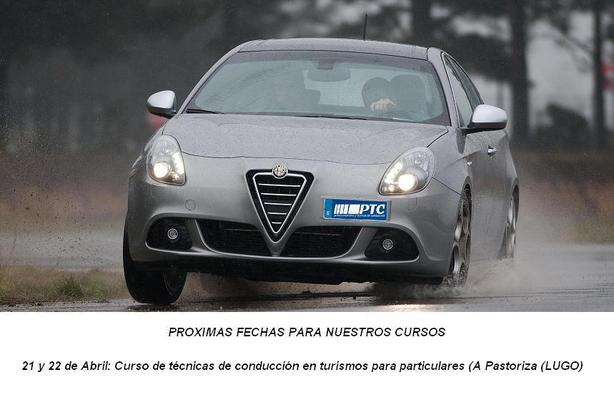 PTC
PROXIMAS FECHAS PARA NUESTROS CURSOS
21 y 22 de Abril: Curso de técnicas de conducción en turismos para particulares (A Pastoriza (LUGO)